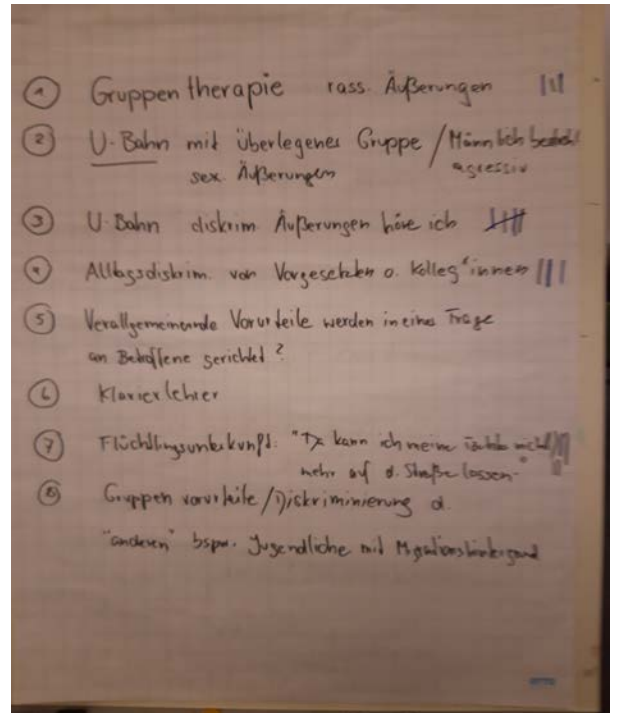 ① Gruppentherapie rass. Äußerungen |||
② U-Bahn mit überlegener Gruppe / Männlich
sex. Äußerungen agressiv
③ U-Bahn diskrim Äußerungen höre ich
④ Alltagsdiskrim. von Vorgesetzten o. Kolleg*innen |||
⑤ Verallgemeinernde Vorurteile werden in einer Frage
an Betroffene gerichtet?
⑥ Klavierlehrer
⑦ Flüchtlingsunterkunft: "Da kann ich meine nicht
mehr auf d. Straße lassen"
⑧ Gruppenvorurteile/Diskriminierung d.
"anderen" bspw. Jugendliche mit Migrationshintergrund